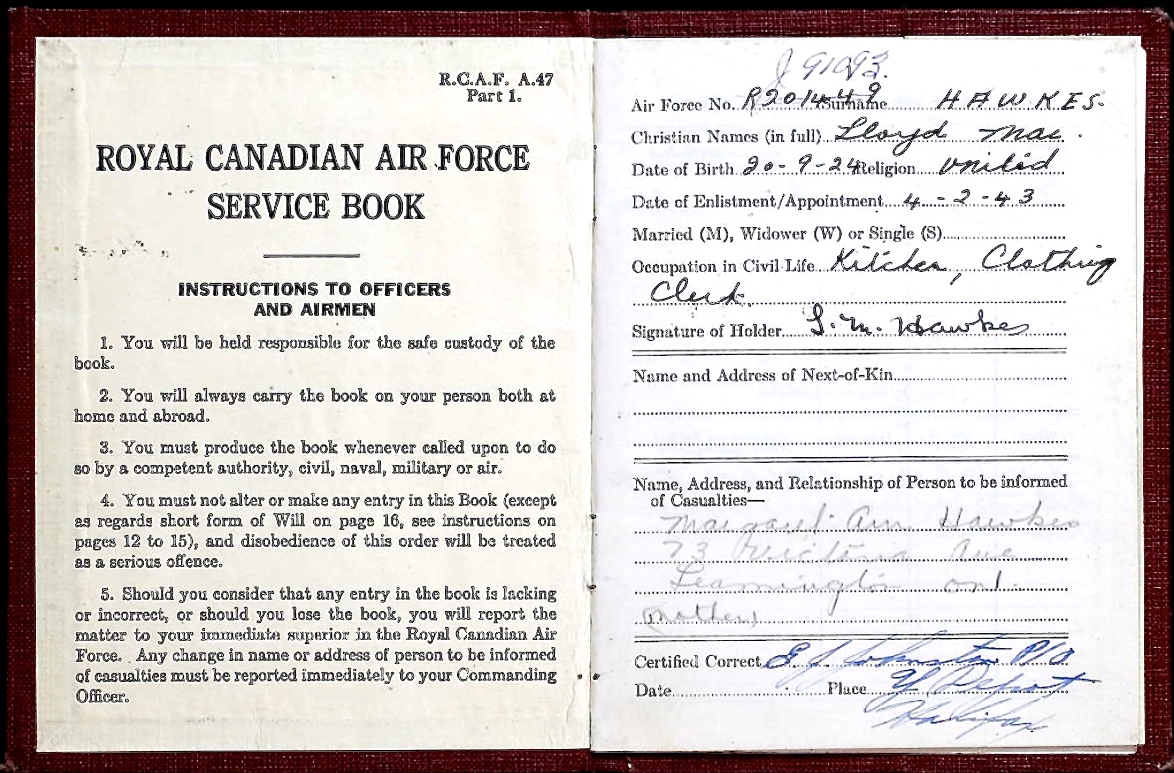 R.C.A.F. A.47
Part 1.
ROYAL CANADIAN AIR FORCE
SERVICE BOOK
INSTRUCTIONS TO OFFICERS
AND AIRMEN
1. You will be held responsible for the safe custody of the
book.
2. You will always carry the book on your person both at
home and abroad.
3. You must produce the book whenever called upon to do
so by a competent authority, civil, naval, military or air.
4. You must not alter or make any entry in this Book (except
as regards short form of Will on page 16, see instructions on
pages 12 to 15), and disobedience of this order will be treated
as a serious offence.
5. Should you consider that any entry in the book is lacking
or incorrect, or should you lose the book, you will report the
matter to your immediate superior in the Royal Canadian Air
Force. Any change in name or address of person to be informed
of casualties must be reported immediately to your Commanding
Officer.
J 91093.
Air Force No. R201449 Surname HAWKES.
Christian Names (in full) Lloyd Mac.
Date of Birth 20-9-24 Religion United
Date of Enlistment/Appointment 4-2-43
Married (M), Widower (W) or Single (S)
Occupation in Civil Life Kitchen, Clothing
Clerk.
Signature of Holder L. M. Hawkes
Name and Address of Next-of-Kin
Name, Address, and Relationship of Person to be informed
of Casualties—
Margaret Ann Hawkes
73 Victoria Ave
Leamington Ont.
(Mother)
Certified Correct E J Johnston P/O
Date Place Y Depot
Halifax